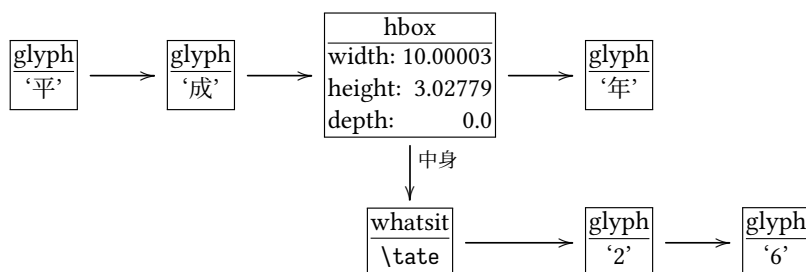 glyph
‘平’
glyph
‘成’
hbox
width: 10.00003
height: 3.02779
depth: 0.0
glyph
‘年’
中身
whatsit
\tate
glyph
‘2’
glyph
‘6’